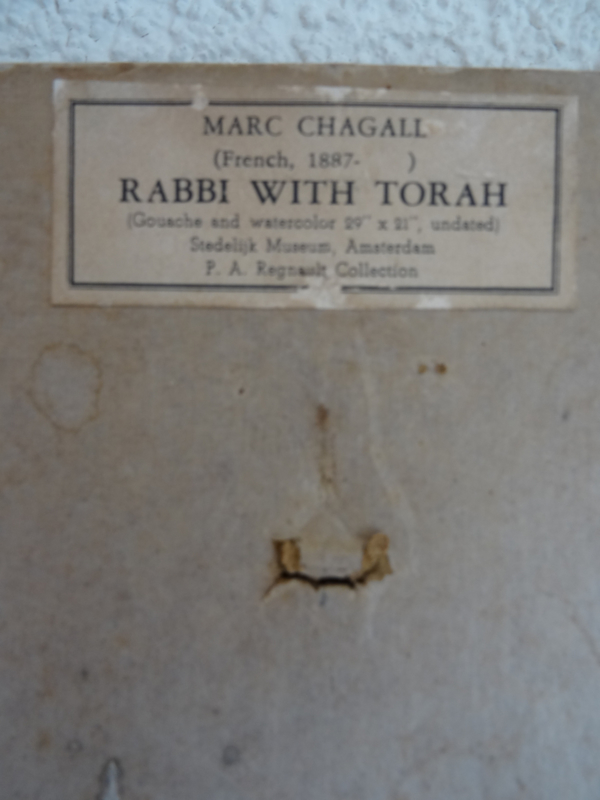 MARC CHAGALL
(French, 1887-      )
RABBI WITH TORAH
(Gouache and watercolor 29" x 21", undated)
Stedelijk Museum, Amsterdam
P. A. Regnault Collection